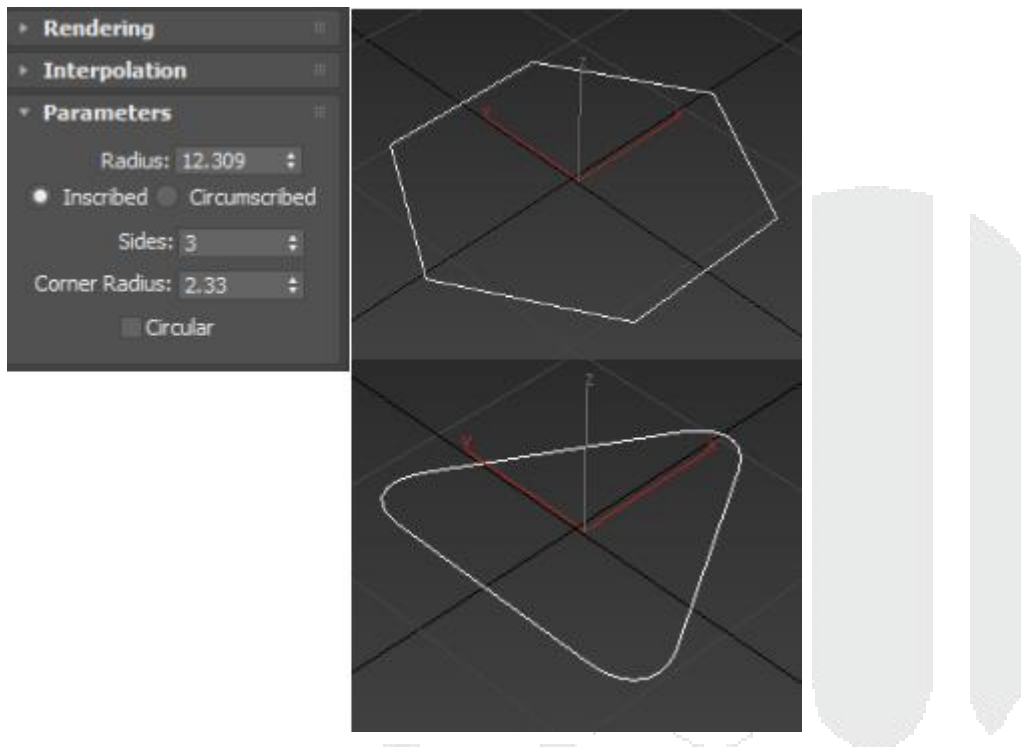 Rendering
Interpolation
Parameters
Radius: 12.309
Inscribed Circumscribed
Sides: 3
Corner Radius: 2.33
Circular
Z
Y
Z
Y
X